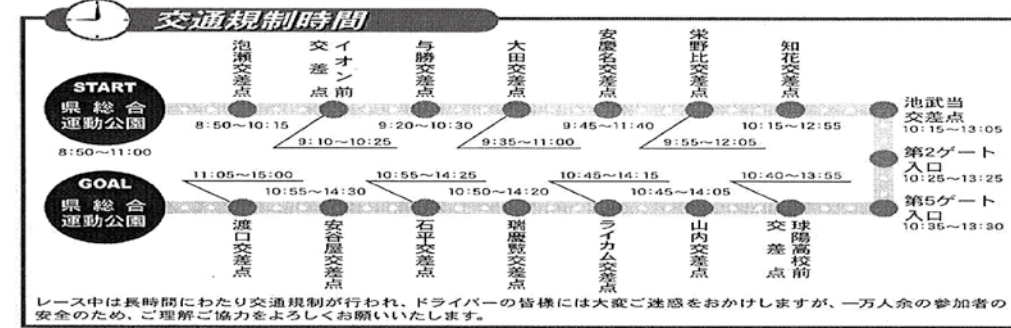 交通規制時間
泡瀬交差点
イオン前
交差点
与勝交差点
大田交差点
安慶名交差点
栄野比交差点
知花交差点
START
県総合
運動公園
8:50～11:00
8:50～10:15
9:10～10:25
9:20～10:30
9:35～11:00
9:45～11:40
9:55～12:05
10:15～12:55
池武当
交差点
10:15～13:05
第2ゲート
入口
10:25～13:25
第5ゲート
入口
10:35～13:30
GOAL
県総合
運動公園
11:05～15:00
10:55～14:30
10:55～14:25
10:50～14:20
10:45～14:15
10:45～14:05
10:40～13:55
渡口交差点
安谷屋交差点
石平交差点
瑞慶覧交差点
ライカム交差点
山内交差点
球陽高校前
交差点
レース中は長時間にわたり交通規制が行われ、ドライバーの皆様には大変ご迷惑をおかけしますが、一万人余の参加者の
安全のため、ご理解ご協力をよろしくお願いいたします。